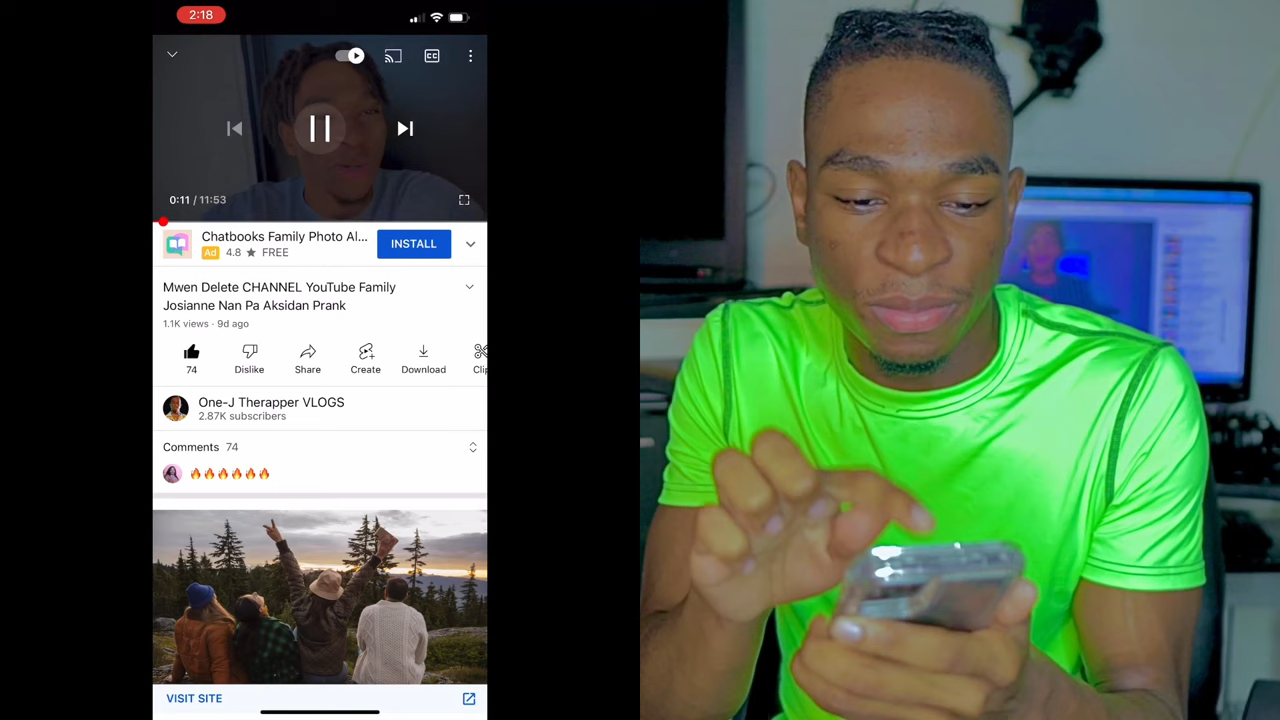 2:18
CC
0:11 / 11:53
Chatbooks Family Photo Al...
Ad 4.8 ★ FREE
INSTALL
Mwen Delete CHANNEL YouTube Family
Josianne Nan Pa Aksidan Prank
1.1K views · 9d ago
74
Dislike
Share
Create
Download
Clip
One-J Therapper VLOGS
2.87K subscribers
Comments 74
🔥🔥🔥🔥🔥🔥
VISIT SITE